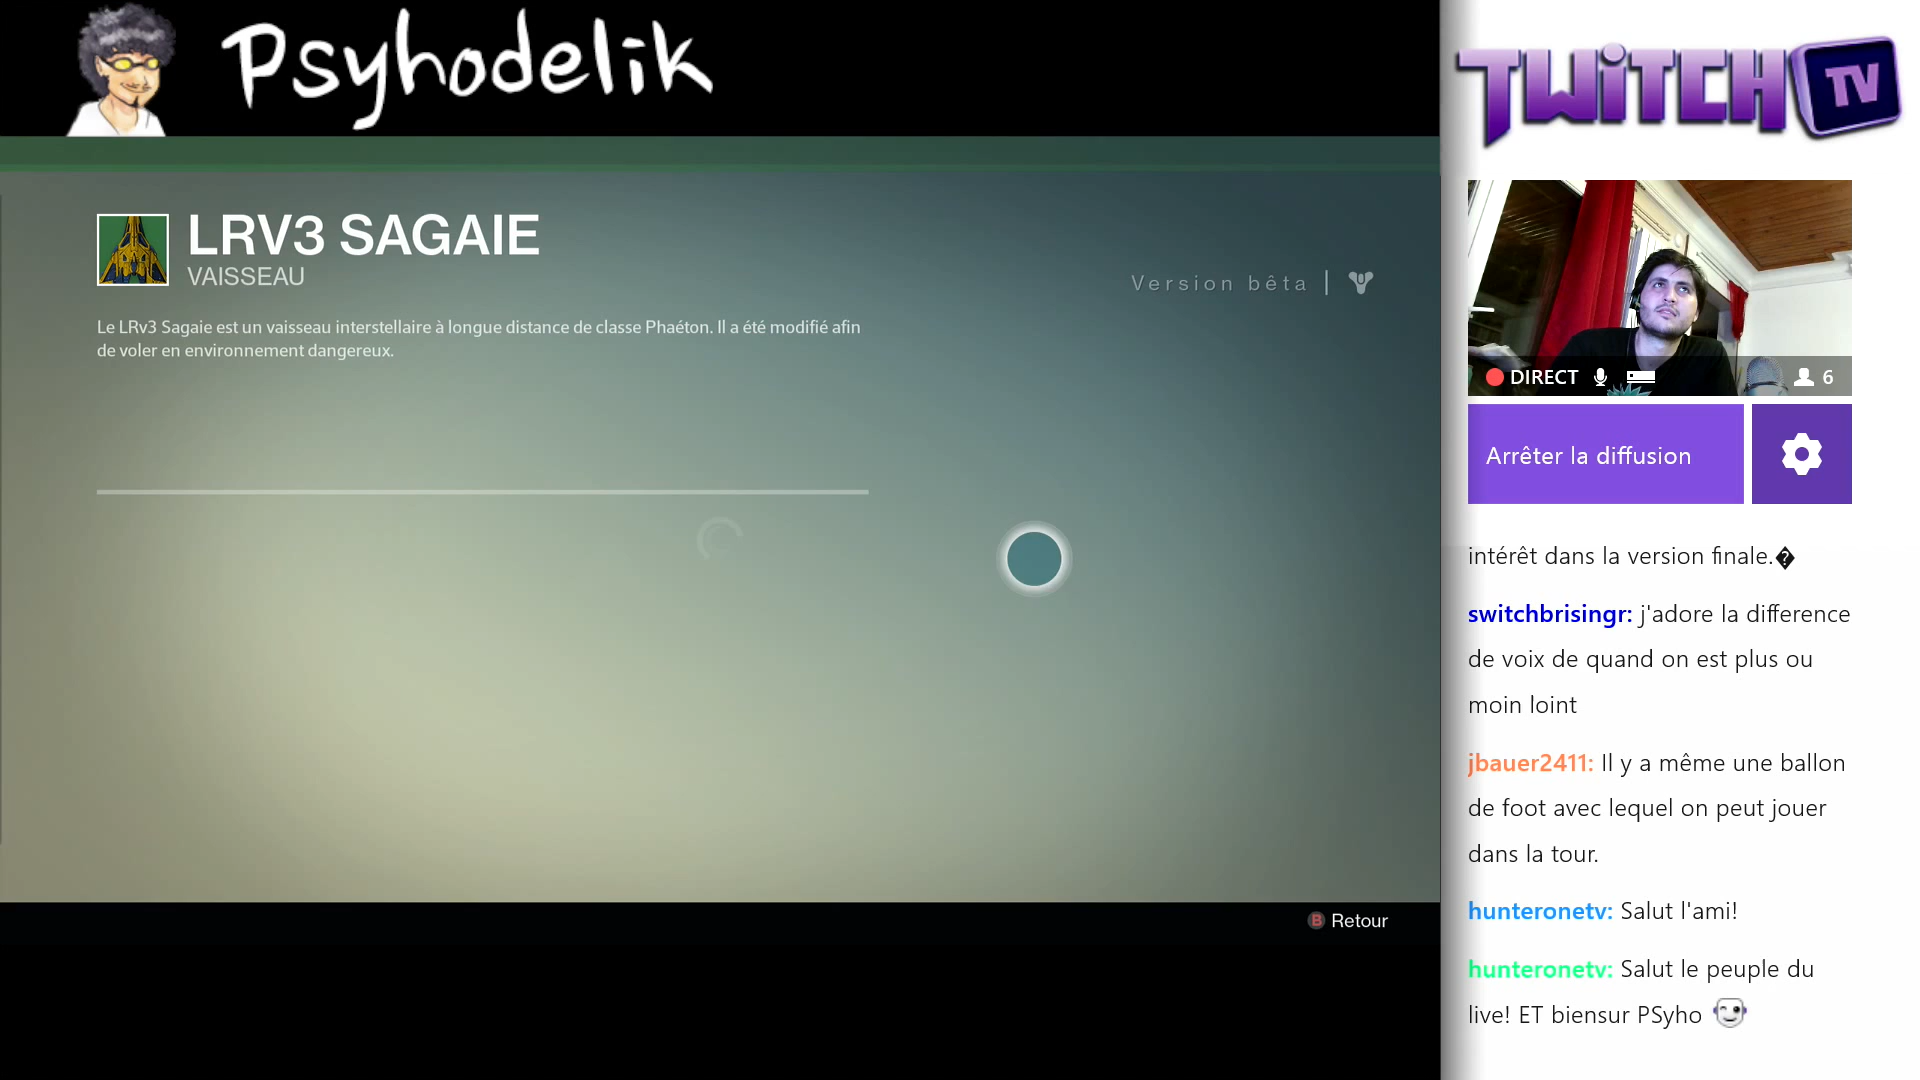 Psyhodelik
TWiTCH TV
LRV3 SAGAIE
VAISSEAU
Version bêta |
Le LRv3 Sagaie est un vaisseau interstellaire à longue distance de classe Phaéton. Il a été modifié afin
de voler en environnement dangereux.
B Retour
DIRECT 6
Arrêter la diffusion
intérêt dans la version finale.�
switchbrisingr: j'adore la difference
de voix de quand on est plus ou
moin loint
jbauer2411: Il y a même une ballon
de foot avec lequel on peut jouer
dans la tour.
hunteronetv: Salut l'ami!
hunteronetv: Salut le peuple du
live! ET biensur PSyho